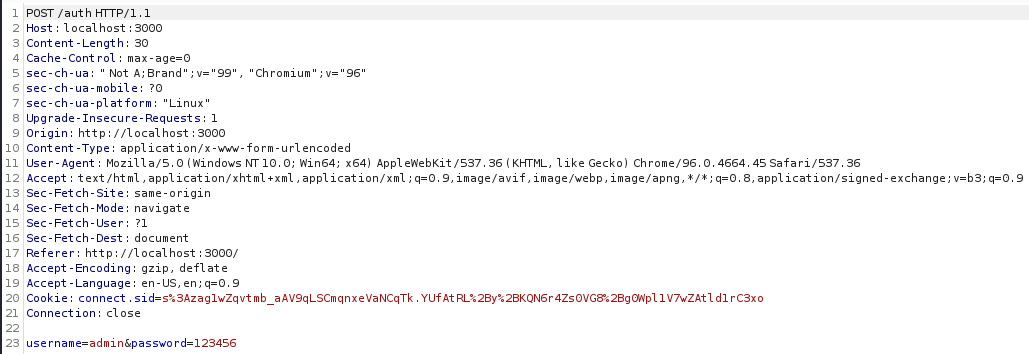 1 POST /auth HTTP/1.1
2 Host: localhost:3000
3 Content-Length: 30
4 Cache-Control: max-age=0
5 sec-ch-ua: " Not A;Brand";v="99", "Chromium";v="96"
6 sec-ch-ua-mobile: ?0
7 sec-ch-ua-platform: "Linux"
8 Upgrade-Insecure-Requests: 1
9 Origin: http://localhost:3000
10 Content-Type: application/x-www-form-urlencoded
11 User-Agent: Mozilla/5.0 (Windows NT 10.0; Win64; x64) AppleWebKit/537.36 (KHTML, like Gecko) Chrome/96.0.4664.45 Safari/537.36
12 Accept: text/html,application/xhtml+xml,application/xml;q=0.9,image/avif,image/webp,image/apng,*/*;q=0.8,application/signed-exchange;v=b3;q=0.9
13 Sec-Fetch-Site: same-origin
14 Sec-Fetch-Mode: navigate
15 Sec-Fetch-User: ?1
16 Sec-Fetch-Dest: document
17 Referer: http://localhost:3000/
18 Accept-Encoding: gzip, deflate
19 Accept-Language: en-US,en;q=0.9
20 Cookie: connect.sid=s%3Azag1wZqvtmb_aAV9qLSCmqnxeVaNCqTk.YUfAtRL%2By%2BKQN6r4Zs0VG8%2Bg0Wpl1V7wZAtld1rC3xo
21 Connection: close
22
23 username=admin&password=123456